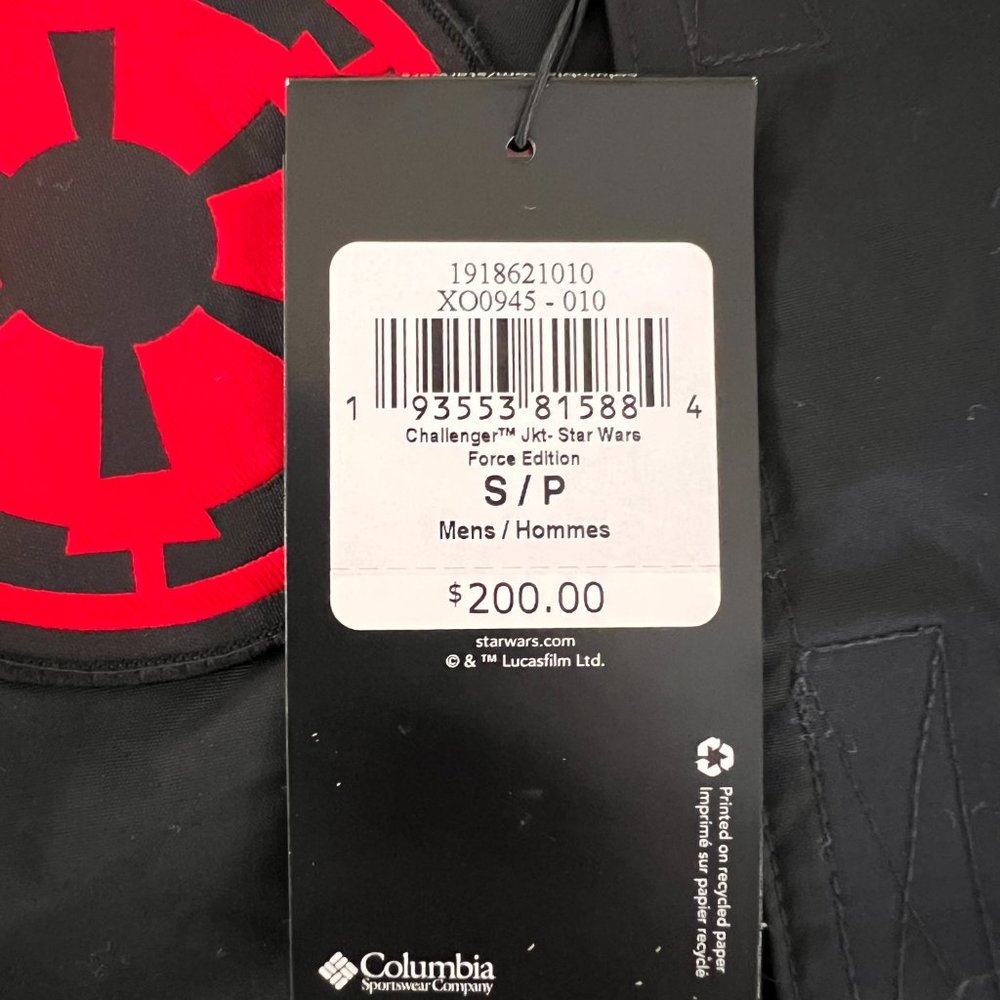 1918621010
XO0945 - 010
1 93553 81588 4
Challenger™ Jkt- Star Wars
Force Edition
S / P
Mens / Hommes
$200.00
starwars.com
© & ™ Lucasfilm Ltd.
Printed on recycled paper
Imprimé sur papier recyclé
Columbia
Sportswear Company